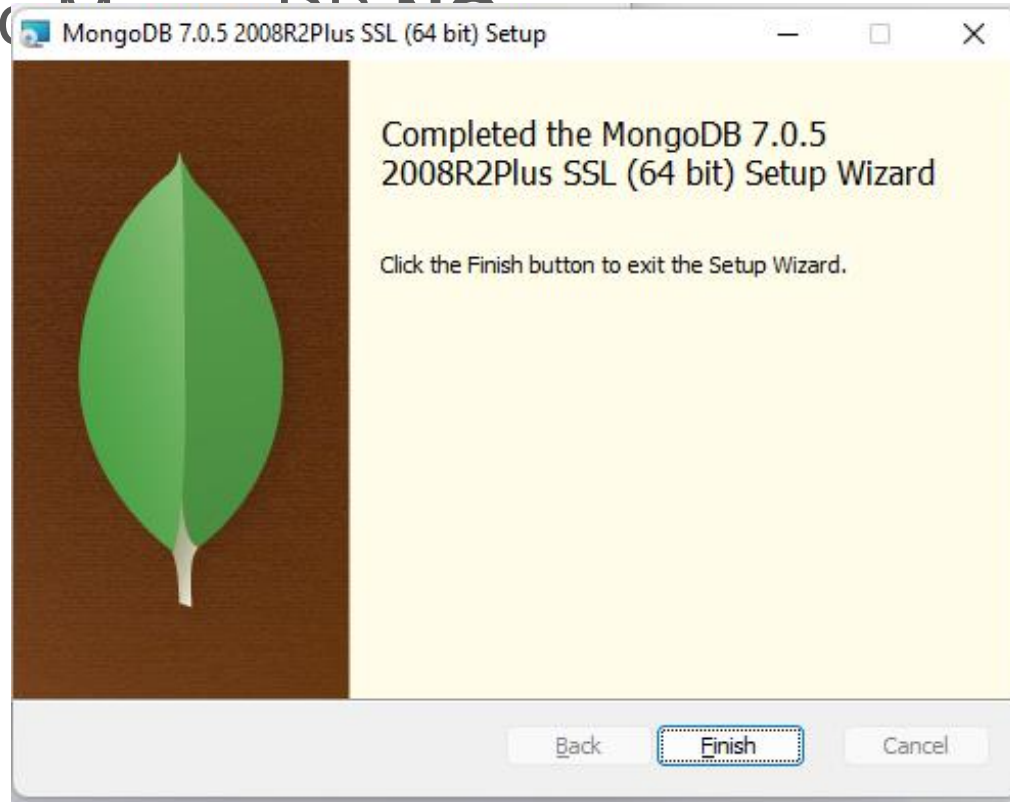 MongoDB 7.0.5 2008R2Plus SSL (64 bit) Setup
Completed the MongoDB 7.0.5
2008R2Plus SSL (64 bit) Setup Wizard
Click the Finish button to exit the Setup Wizard.
Back Finish Cancel